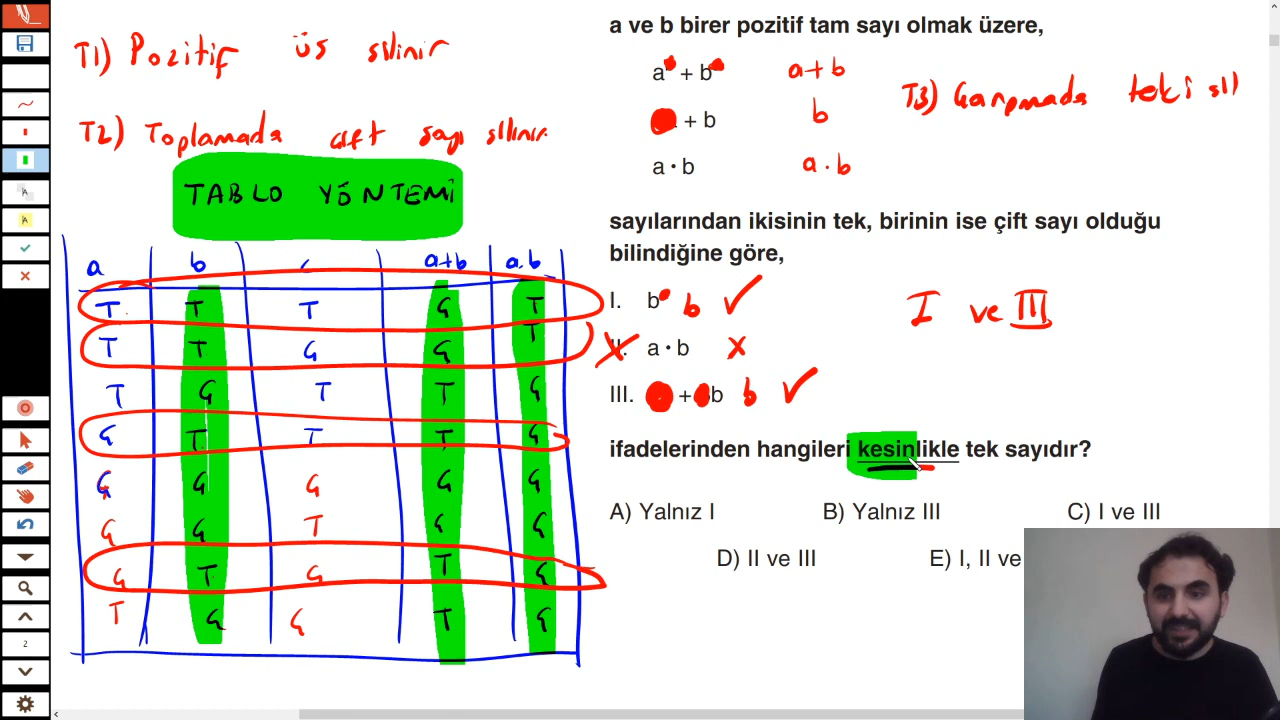 T1) Pozitif üs silinir
T2) Toplamada çift sayı silinir
TABLO YÖNTEMİ
a b a+b a.b
T T T Ç T
T T Ç Ç T
T Ç T T Ç
Ç T T T Ç
Ç Ç Ç Ç Ç
Ç Ç T Ç Ç
Ç T Ç T Ç
T Ç Ç T Ç
a ve b birer pozitif tam sayı olmak üzere,
a + b a+b
+ b b
a · b a.b
T3) Çarpmada teki sil
sayılarından ikisinin tek, birinin ise çift sayı olduğu
bilindiğine göre,
I. b b ✓
II. a · b x
III. + b b ✓
I ve III
ifadelerinden hangileri kesinlikle tek sayıdır?
A) Yalnız I B) Yalnız III C) I ve III
D) II ve III E) I, II ve
2